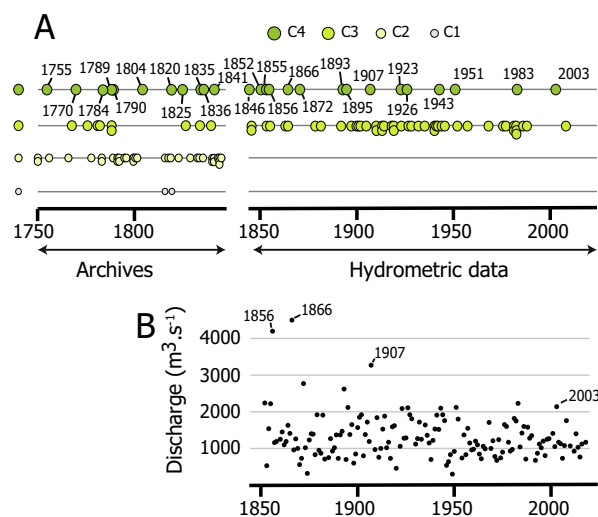 A
C4 C3 C2 C1
1755 1789 1804 1820 1835 1841 1852 1855 1866 1893 1907 1923 1951 1983 2003
1770 1784 1790 1825 1836 1846 1856 1872 1895 1926 1943
1750 1800 1850 1900 1950 2000
Archives Hydrometric data
B
Discharge (m³.s⁻¹)
1856 1866
4000
1907
3000
2003
2000
1000
1850 1900 1950 2000